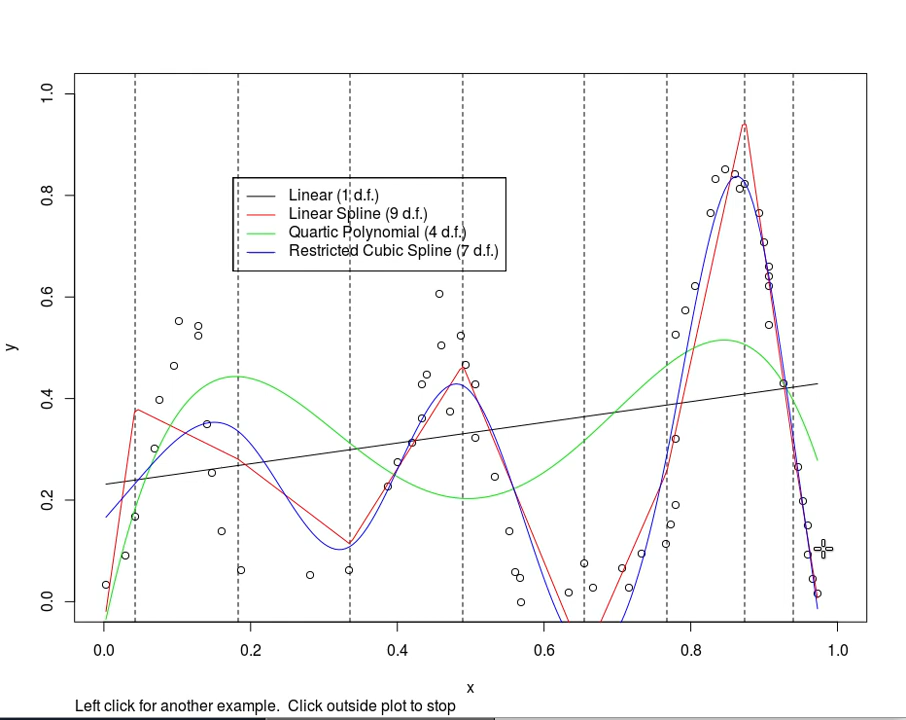 1.0
0.8
0.6
0.4
0.2
0.0
y
Linear (1 d.f.)
Linear Spline (9 d.f.)
Quartic Polynomial (4 d.f.)
Restricted Cubic Spline (7 d.f.)
0.0 0.2 0.4 0.6 0.8 1.0
x
Left click for another example. Click outside plot to stop